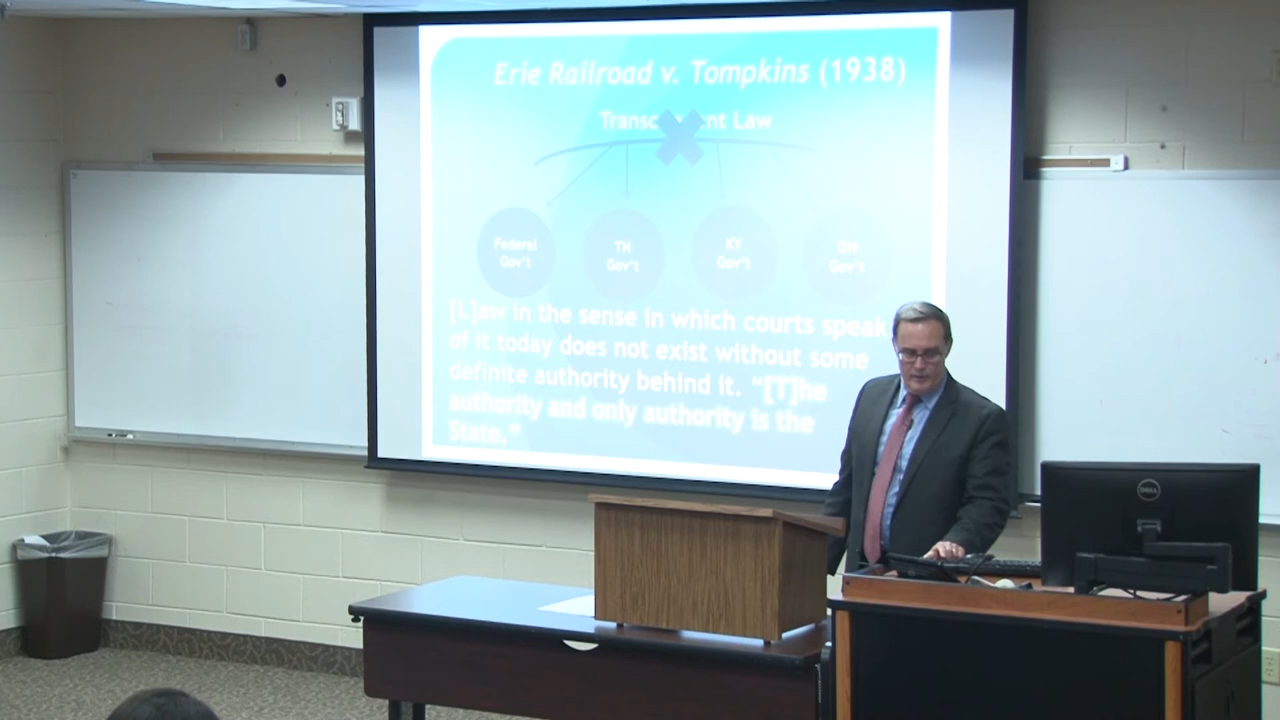 Erie Railroad v. Tompkins (1938)
Transc nt Law
Federal
Gov't
TN
Gov't
KY
Gov't
OH
Gov't
[L]aw in the sense in which courts speak
of it today does not exist without some
definite authority behind it. "[T]he
authority and only authority is the
State."
DELL